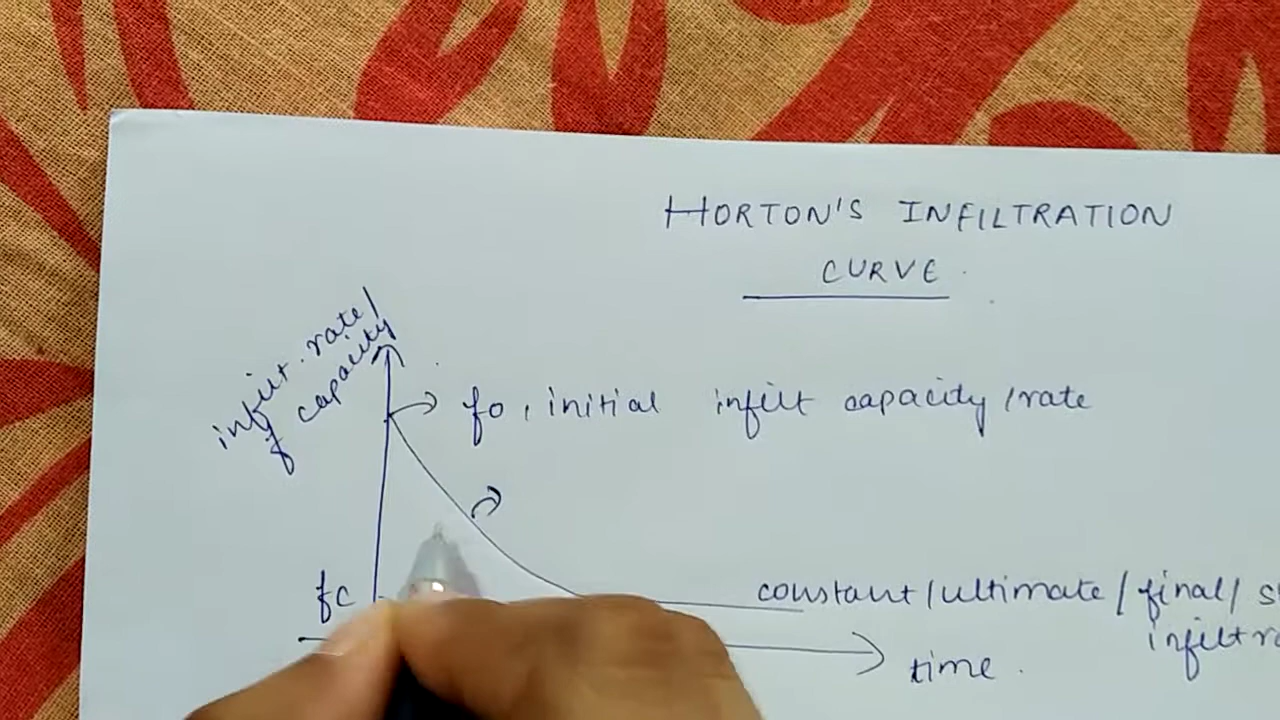 HORTON'S INFILTRATION
CURVE
infilt. rate/
capacity
fo, initial infilt capacity /rate
fc
constant/ultimate/final/
time.